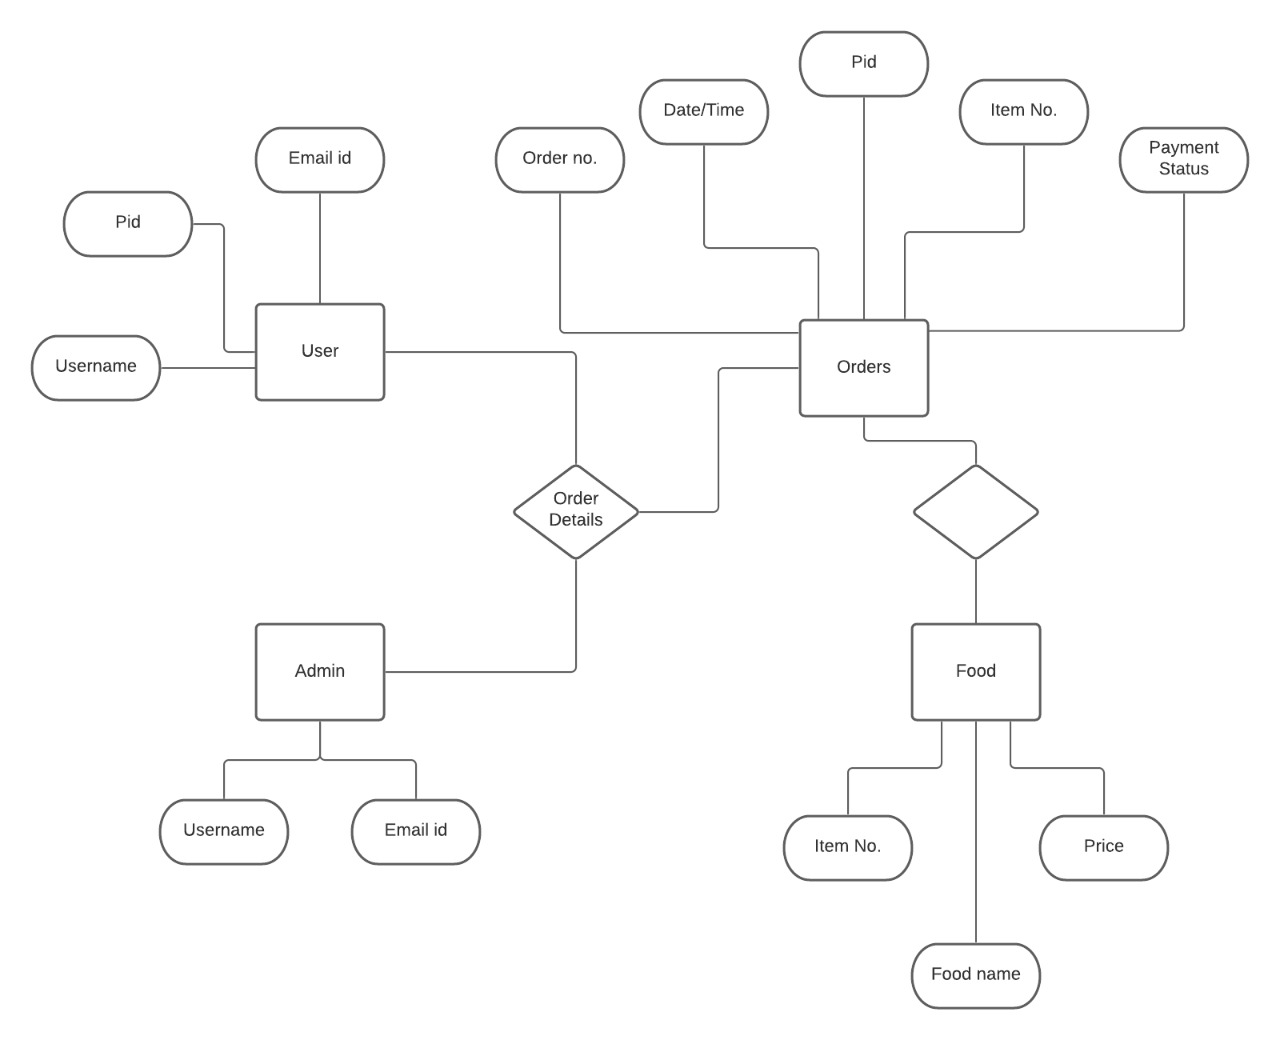 Pid
Date/Time
Item No.
Payment
Status
Order no.
Email id
Pid
Username
User
Orders
Order
Details
Admin
Food
Username
Email id
Item No.
Price
Food name